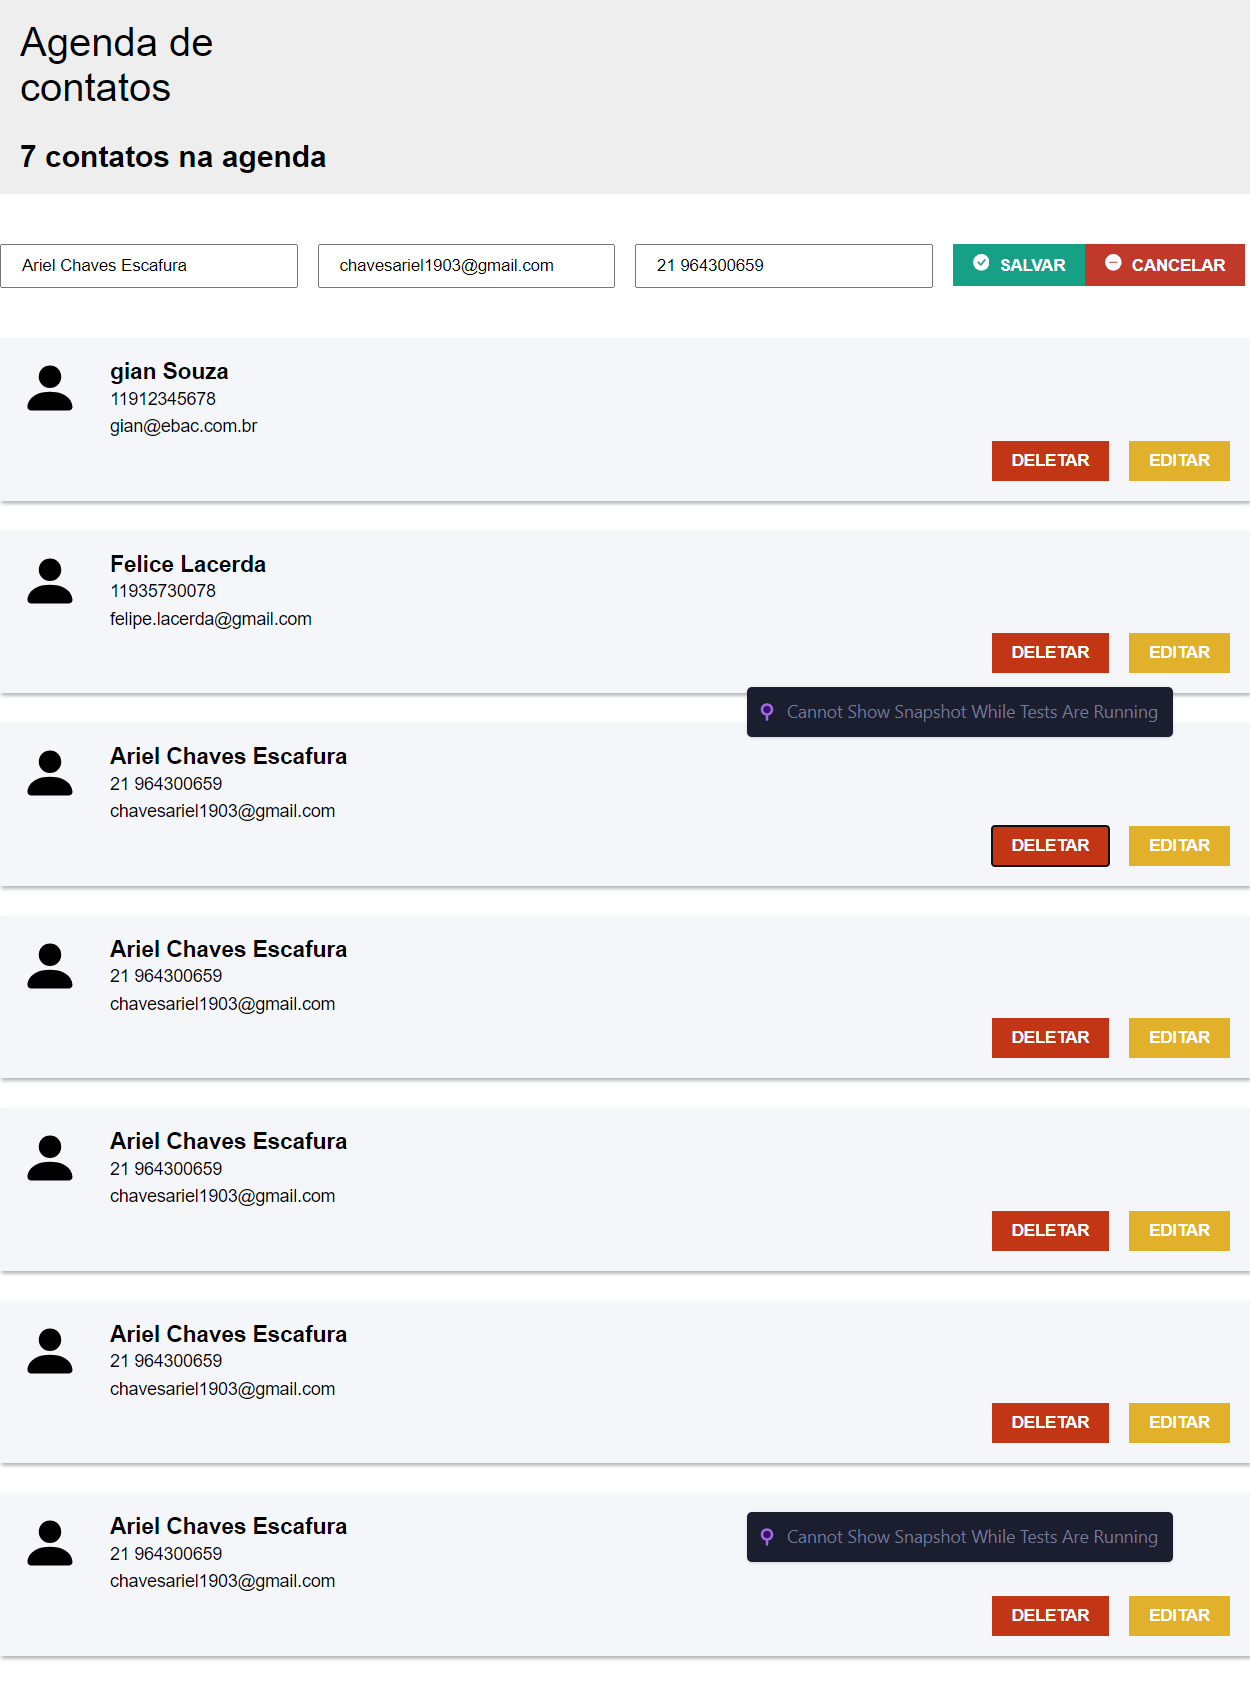 Agenda de
contatos
7 contatos na agenda
Ariel Chaves Escafura chavesariel1903@gmail.com 21 964300659 SALVAR CANCELAR
gian Souza
11912345678
gian@ebac.com.br
DELETAR EDITAR
Felice Lacerda
11935730078
felipe.lacerda@gmail.com
DELETAR EDITAR
Cannot Show Snapshot While Tests Are Running
Ariel Chaves Escafura
21 964300659
chavesariel1903@gmail.com
DELETAR EDITAR
Ariel Chaves Escafura
21 964300659
chavesariel1903@gmail.com
DELETAR EDITAR
Ariel Chaves Escafura
21 964300659
chavesariel1903@gmail.com
DELETAR EDITAR
Ariel Chaves Escafura
21 964300659
chavesariel1903@gmail.com
DELETAR EDITAR
Ariel Chaves Escafura
Cannot Show Snapshot While Tests Are Running
21 964300659
chavesariel1903@gmail.com
DELETAR EDITAR